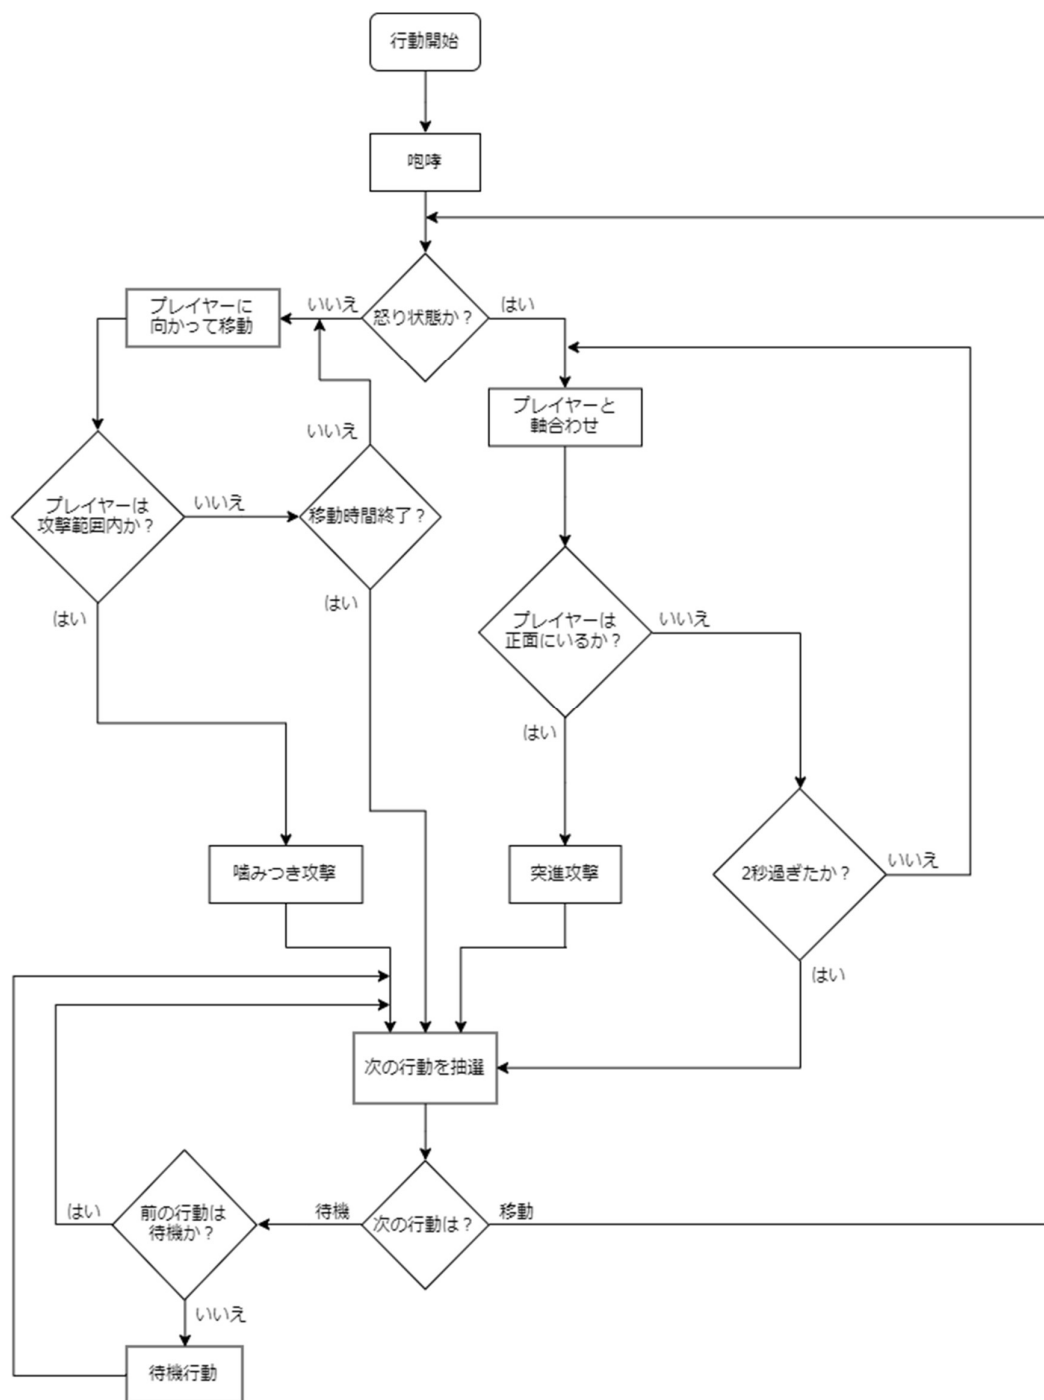 行動開始
咆哮
怒り状態か？
いいえ
はい
プレイヤーに
向かって移動
プレイヤーと
軸合わせ
いいえ
プレイヤーは
攻撃範囲内か？
いいえ
移動時間終了？
はい
はい
プレイヤーは
正面にいるか？
いいえ
はい
噛みつき攻撃
突進攻撃
2秒過ぎたか？
いいえ
はい
次の行動を抽選
次の行動は？
待機
移動
前の行動は
待機か？
はい
いいえ
待機行動